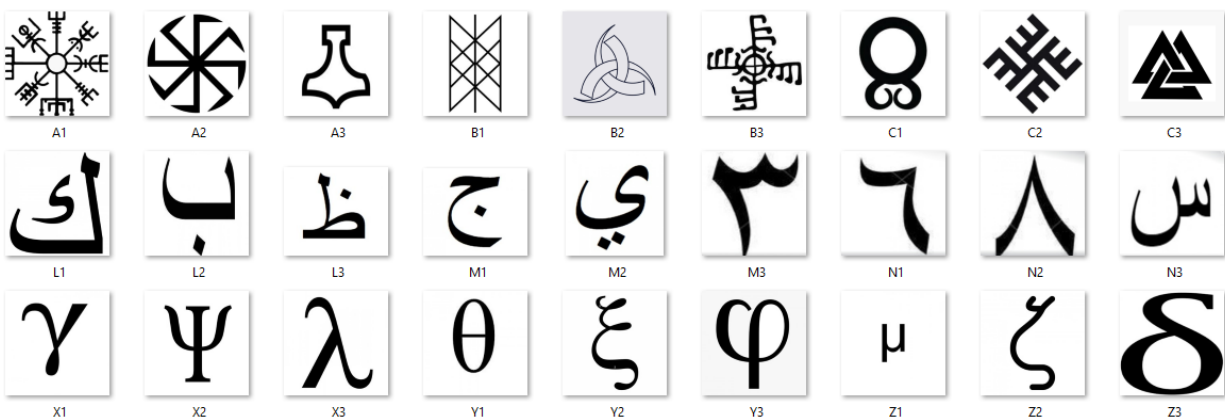 A1 A2 A3 B1 B2 B3 C1 C2 C3
ك ب ظ ج ي ٣ ٦ ٨ س
L1 L2 L3 M1 M2 M3 N1 N2 N3
γ ψ λ θ ξ φ μ ζ δ
X1 X2 X3 Y1 Y2 Y3 Z1 Z2 Z3